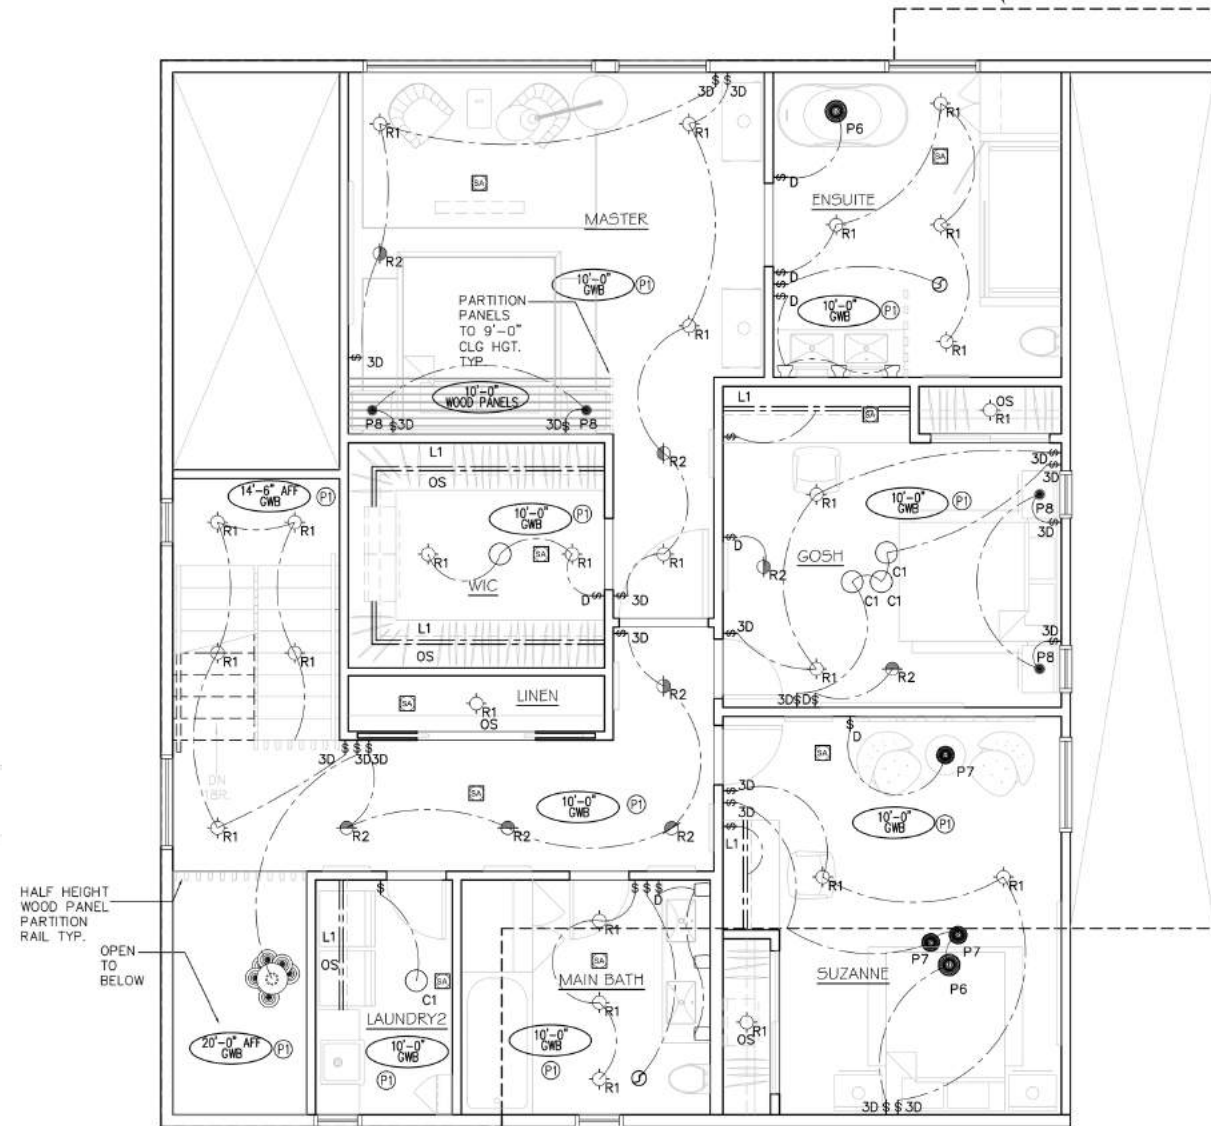 $ $
3D 3D
R1
R1
P6
R1
SA
SA
$
D
ENSUITE
MASTER
R1
R1
R2
10'-0"
GWB
P1
$
D
$
$
D
10'-0"
GWB
P1
PARTITION
PANELS
TO 9'-0"
CLG HGT.
TYP.
R1
R1
$
3D
10'-0"
WOOD PANELS
P8
$3D
3D$
P8
L1
SA
OS
R1
$
L1
OS
R2
3D
$
$
3D
14'-6" AFF
GWB
P1
R1
R1
10'-0"
GWB
P1
R1
10'-0"
GWB
P1
P8
$
3D
$
D
R1
SA
R1
R1
GOSH
R2
C1
C1
C1
WIC
D
$
$
3D
L1
OS
$
3D
$
3D
3D
$
P8
R1
R1
R1
R2
3D$D$
R2
LINEN
SA
R1
OS
$
D
$ $ $
3D
3D3D
SA
P7
DN
18R.
SA
10'-0"
GWB
P1
3D
$
$
3D
10'-0"
GWB
P1
R1
R2
R2
R2
$
L1
HALF HEIGHT
WOOD PANEL
PARTITION
RAIL TYP.
OPEN
TO
BELOW
$
$ $ $
D
R1
R1
R1
L1
OS
SA
C1
SA
MAIN BATH
P7
P7
P6
SUZANNE
LAUNDRY2
R1
R1
OS
20'-0" AFF
GWB
P1
10'-0"
GWB
P1
10'-0"
GWB
P1
R1
3D $ $ 3D